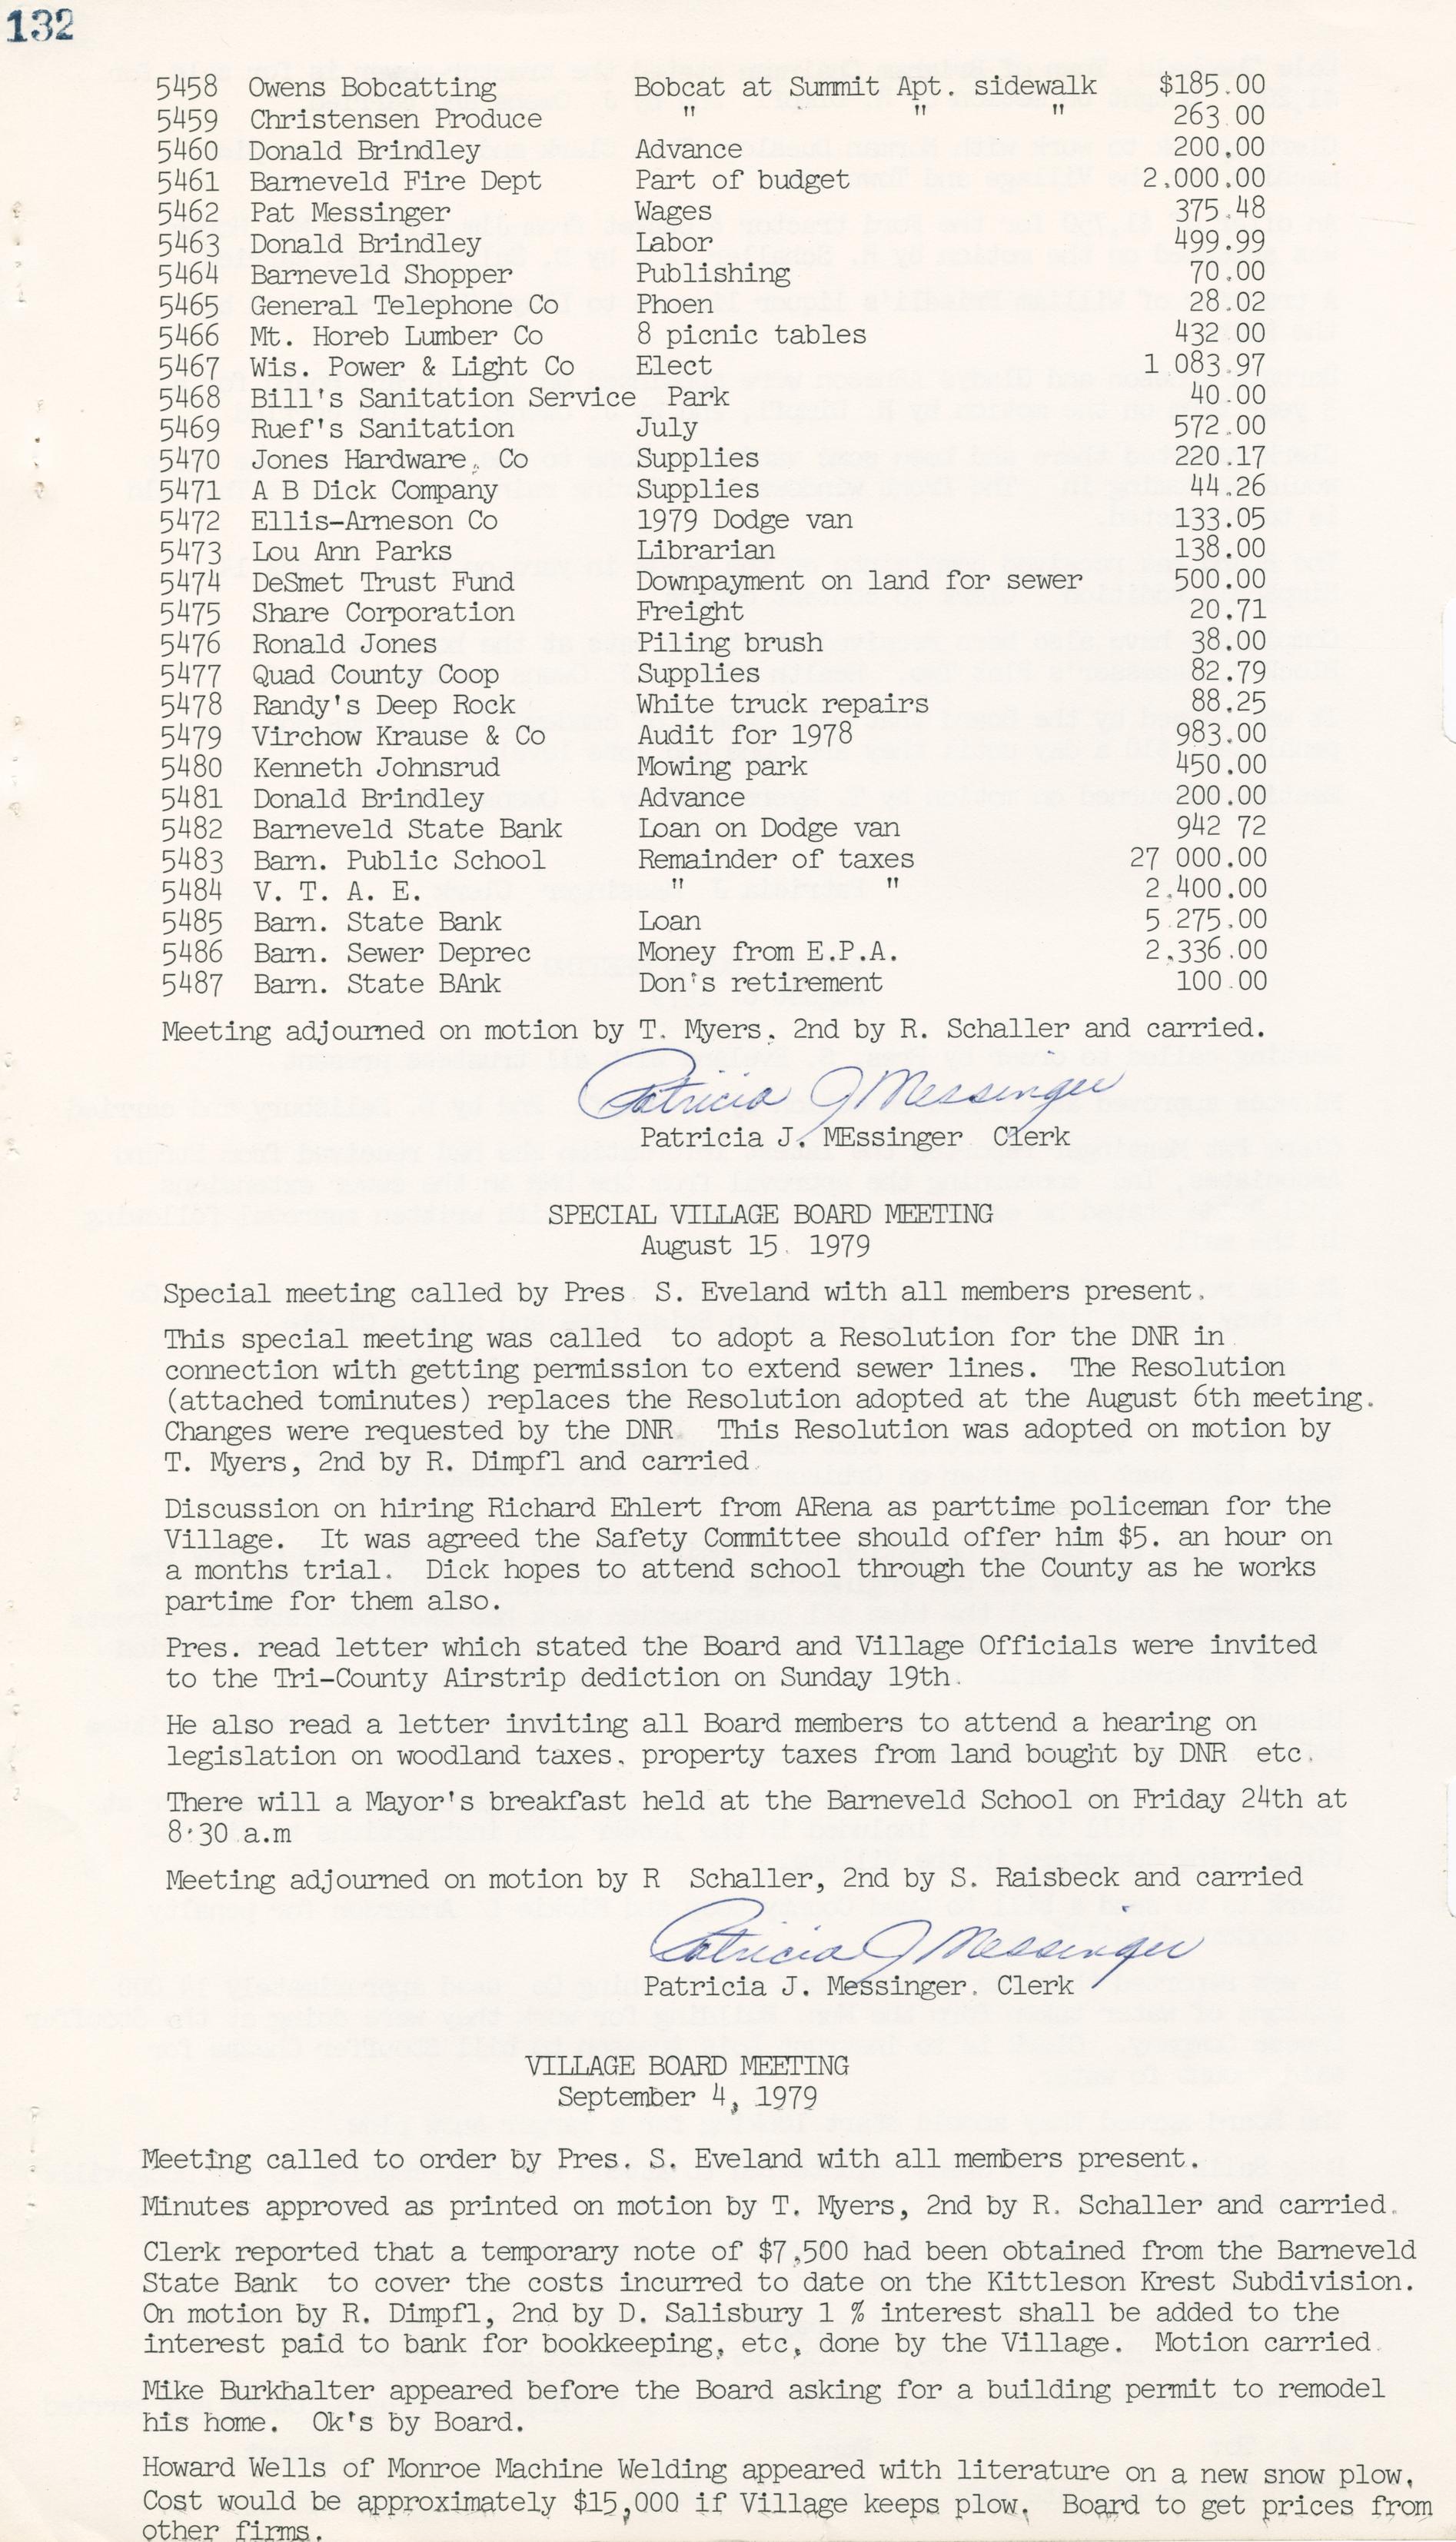 132
5458 Owens Bobcatting Bobcat at Summit Apt. sidewalk $185.00
5459 Christensen Produce " " " 263.00
5460 Donald Brindley Advance 200.00
5461 Barneveld Fire Dept Part of budget 2.000.00
5462 Pat Messinger Wages 375.48
5463 Donald Brindley Labor 499.99
5464 Barneveld Shopper Publishing 70.00
5465 General Telephone Co Phoen 28.02
5466 Mt. Horeb Lumber Co 8 picnic tables 432.00
5467 Wis. Power & Light Co Elect 1 083.97
5468 Bill's Sanitation Service Park 40.00
5469 Ruef's Sanitation July 572.00
5470 Jones Hardware, Co Supplies 220.17
5471 A B Dick Company Supplies 44.26
5472 Ellis-Arneson Co 1979 Dodge van 133.05
5473 Lou Ann Parks Librarian 138.00
5474 DeSmet Trust Fund Downpayment on land for sewer 500.00
5475 Share Corporation Freight 20.71
5476 Ronald Jones Piling brush 38.00
5477 Quad County Coop Supplies 82.79
5478 Randy's Deep Rock White truck repairs 88.25
5479 Virchow Krause & Co Audit for 1978 983.00
5480 Kenneth Johnsrud Mowing park 450.00
5481 Donald Brindley Advance 200.00
5482 Barneveld State Bank Loan on Dodge van 942 72
5483 Barn. Public School Remainder of taxes 27 000.00
5484 V. T. A. E. " " 2.400.00
5485 Barn. State Bank Loan 5.275.00
5486 Barn. Sewer Deprec Money from E.P.A. 2,336.00
5487 Barn. State BAnk Don's retirement 100.00
Meeting adjourned on motion by T. Myers, 2nd by R. Schaller and carried.
Patricia J Messinger
Patricia J. MEssinger Clerk
SPECIAL VILLAGE BOARD MEETING
August 15. 1979
Special meeting called by Pres. S. Eveland with all members present.
This special meeting was called to adopt a Resolution for the DNR in
connection with getting permission to extend sewer lines. The Resolution
(attached tominutes) replaces the Resolution adopted at the August 6th meeting.
Changes were requested by the DNR. This Resolution was adopted on motion by
T. Myers, 2nd by R. Dimpfl and carried.
Discussion on hiring Richard Ehlert from ARena as parttime policeman for the
Village. It was agreed the Safety Committee should offer him $5. an hour on
a months trial. Dick hopes to attend school through the County as he works
partime for them also.
Pres. read letter which stated the Board and Village Officials were invited
to the Tri-County Airstrip dediction on Sunday 19th.
He also read a letter inviting all Board members to attend a hearing on
legislation on woodland taxes, property taxes from land bought by DNR etc.
There will a Mayor's breakfast held at the Barneveld School on Friday 24th at
8:30 a.m
Meeting adjourned on motion by R Schaller, 2nd by S. Raisbeck and carried
Patricia J Messinger
Patricia J. Messinger. Clerk
VILLAGE BOARD MEETING
September 4, 1979
Meeting called to order by Pres. S. Eveland with all members present.
Minutes approved as printed on motion by T. Myers, 2nd by R. Schaller and carried.
Clerk reported that a temporary note of $7,500 had been obtained from the Barneveld
State Bank to cover the costs incurred to date on the Kittleson Krest Subdivision.
On motion by R. Dimpfl, 2nd by D. Salisbury 1 % interest shall be added to the
interest paid to bank for bookkeeping, etc, done by the Village. Motion carried.
Mike Burkhalter appeared before the Board asking for a building permit to remodel
his home. Ok's by Board.
Howard Wells of Monroe Machine Welding appeared with literature on a new snow plow.
Cost would be approximately $15,000 if Village keeps plow. Board to get prices from
other firms.